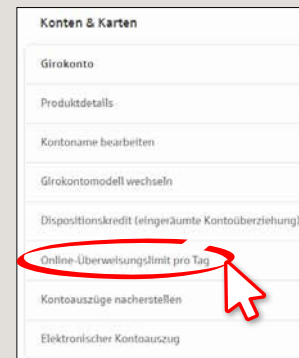 Konten & Karten
Girokonto
Produktdetails
Kontoname bearbeiten
Girokontomodell wechseln
Dispositionskredit (eingeräumte Kontoüberziehung)
Online-Überweisungslimit pro Tag
Kontoauszüge nacherstellen
Elektronischer Kontoauszug